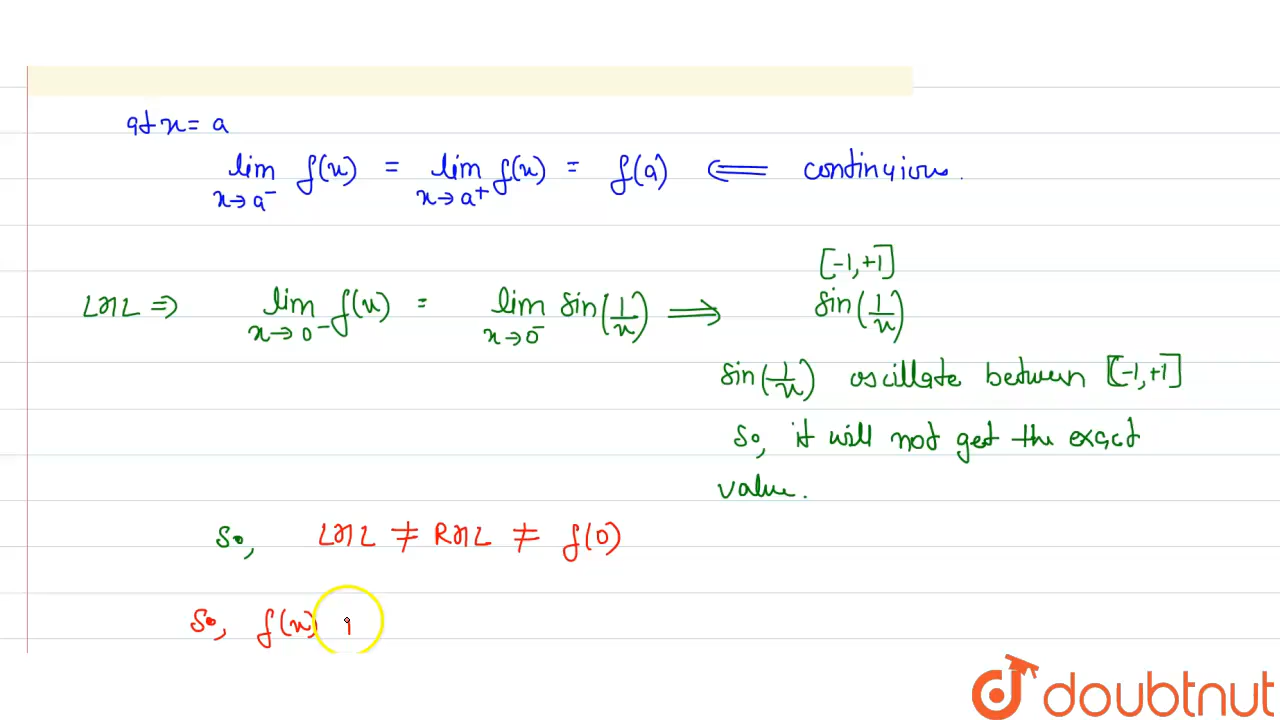 at x = a
lim x→a⁻ f(x) = lim x→a⁺ f(x) = f(a) ⟸ continuious.
[-1, +1]
LHL ⇒ lim x→0⁻ f(x) = lim x→0⁻ sin(1/x) ⟹ sin(1/x)
sin(1/x) oscillate between [-1, +1]
So, it will not get the exact
value.
So, LHL ≠ RHL ≠ f(0)
So, f(x) i
doubtnut